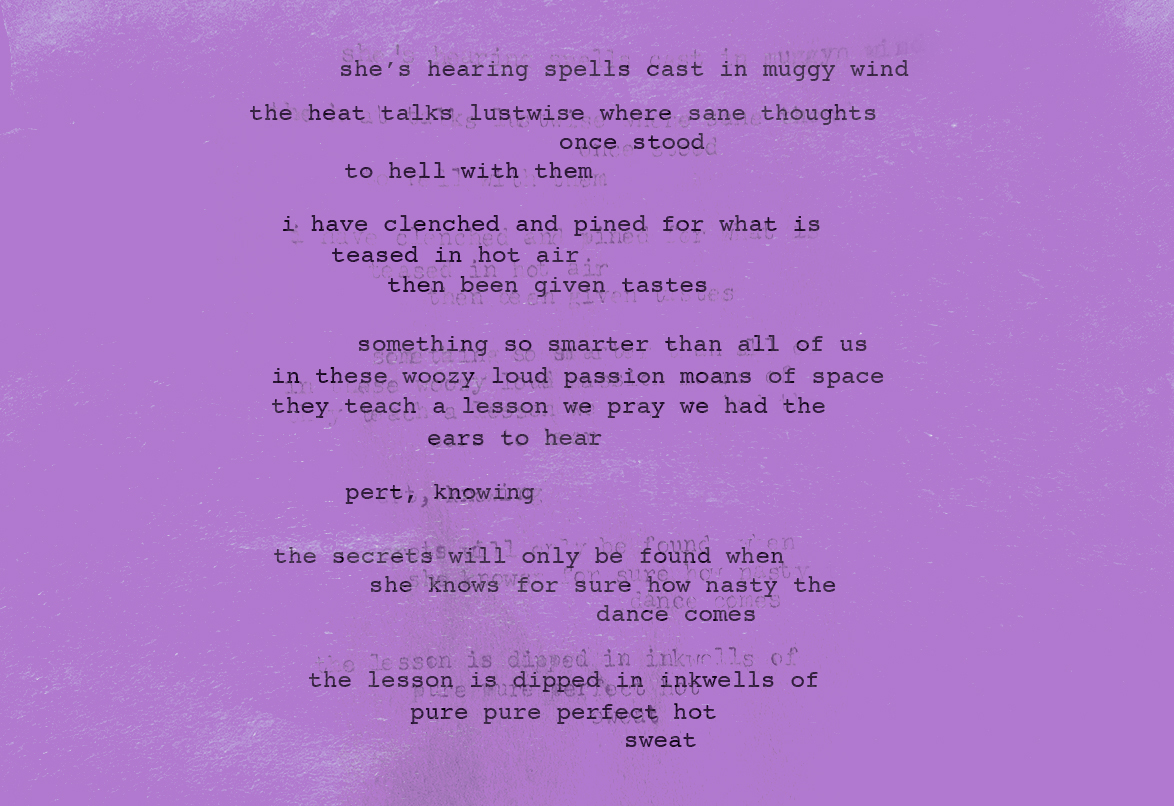 she’s hearing spells cast in muggy wind
the heat talks lustwise where sane thoughts
once stood
to hell with them
i have clenched and pined for what is
teased in hot air
then been given tastes
something so smarter than all of us
in these woozy loud passion moans of space
they teach a lesson we pray we had the
ears to hear
pert, knowing
the secrets will only be found when
she knows for sure how nasty the
dance comes
the lesson is dipped in inkwells of
pure pure perfect hot
sweat